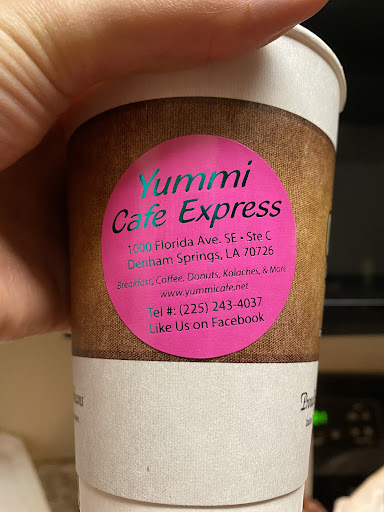 Yummi
Cafe Express
1000 Florida Ave. SE • Ste C
Denham Springs, LA 70726
Breakfast, Coffee, Donuts, Kolaches, & More
www.yummicafe.net
Tel #: (225) 243-4037
Like Us on Facebook